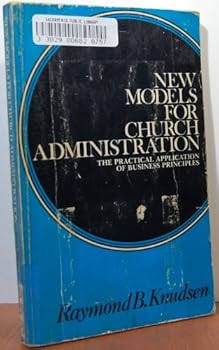 SACRAMENTO PUBLIC LIBRARY
3 3029 00682 0757
NEW
MODELS
FOR
CHURCH
ADMINISTRATION
THE PRACTICAL APPLICATION
OF BUSINESS PRINCIPLES
Raymond B. Knudsen